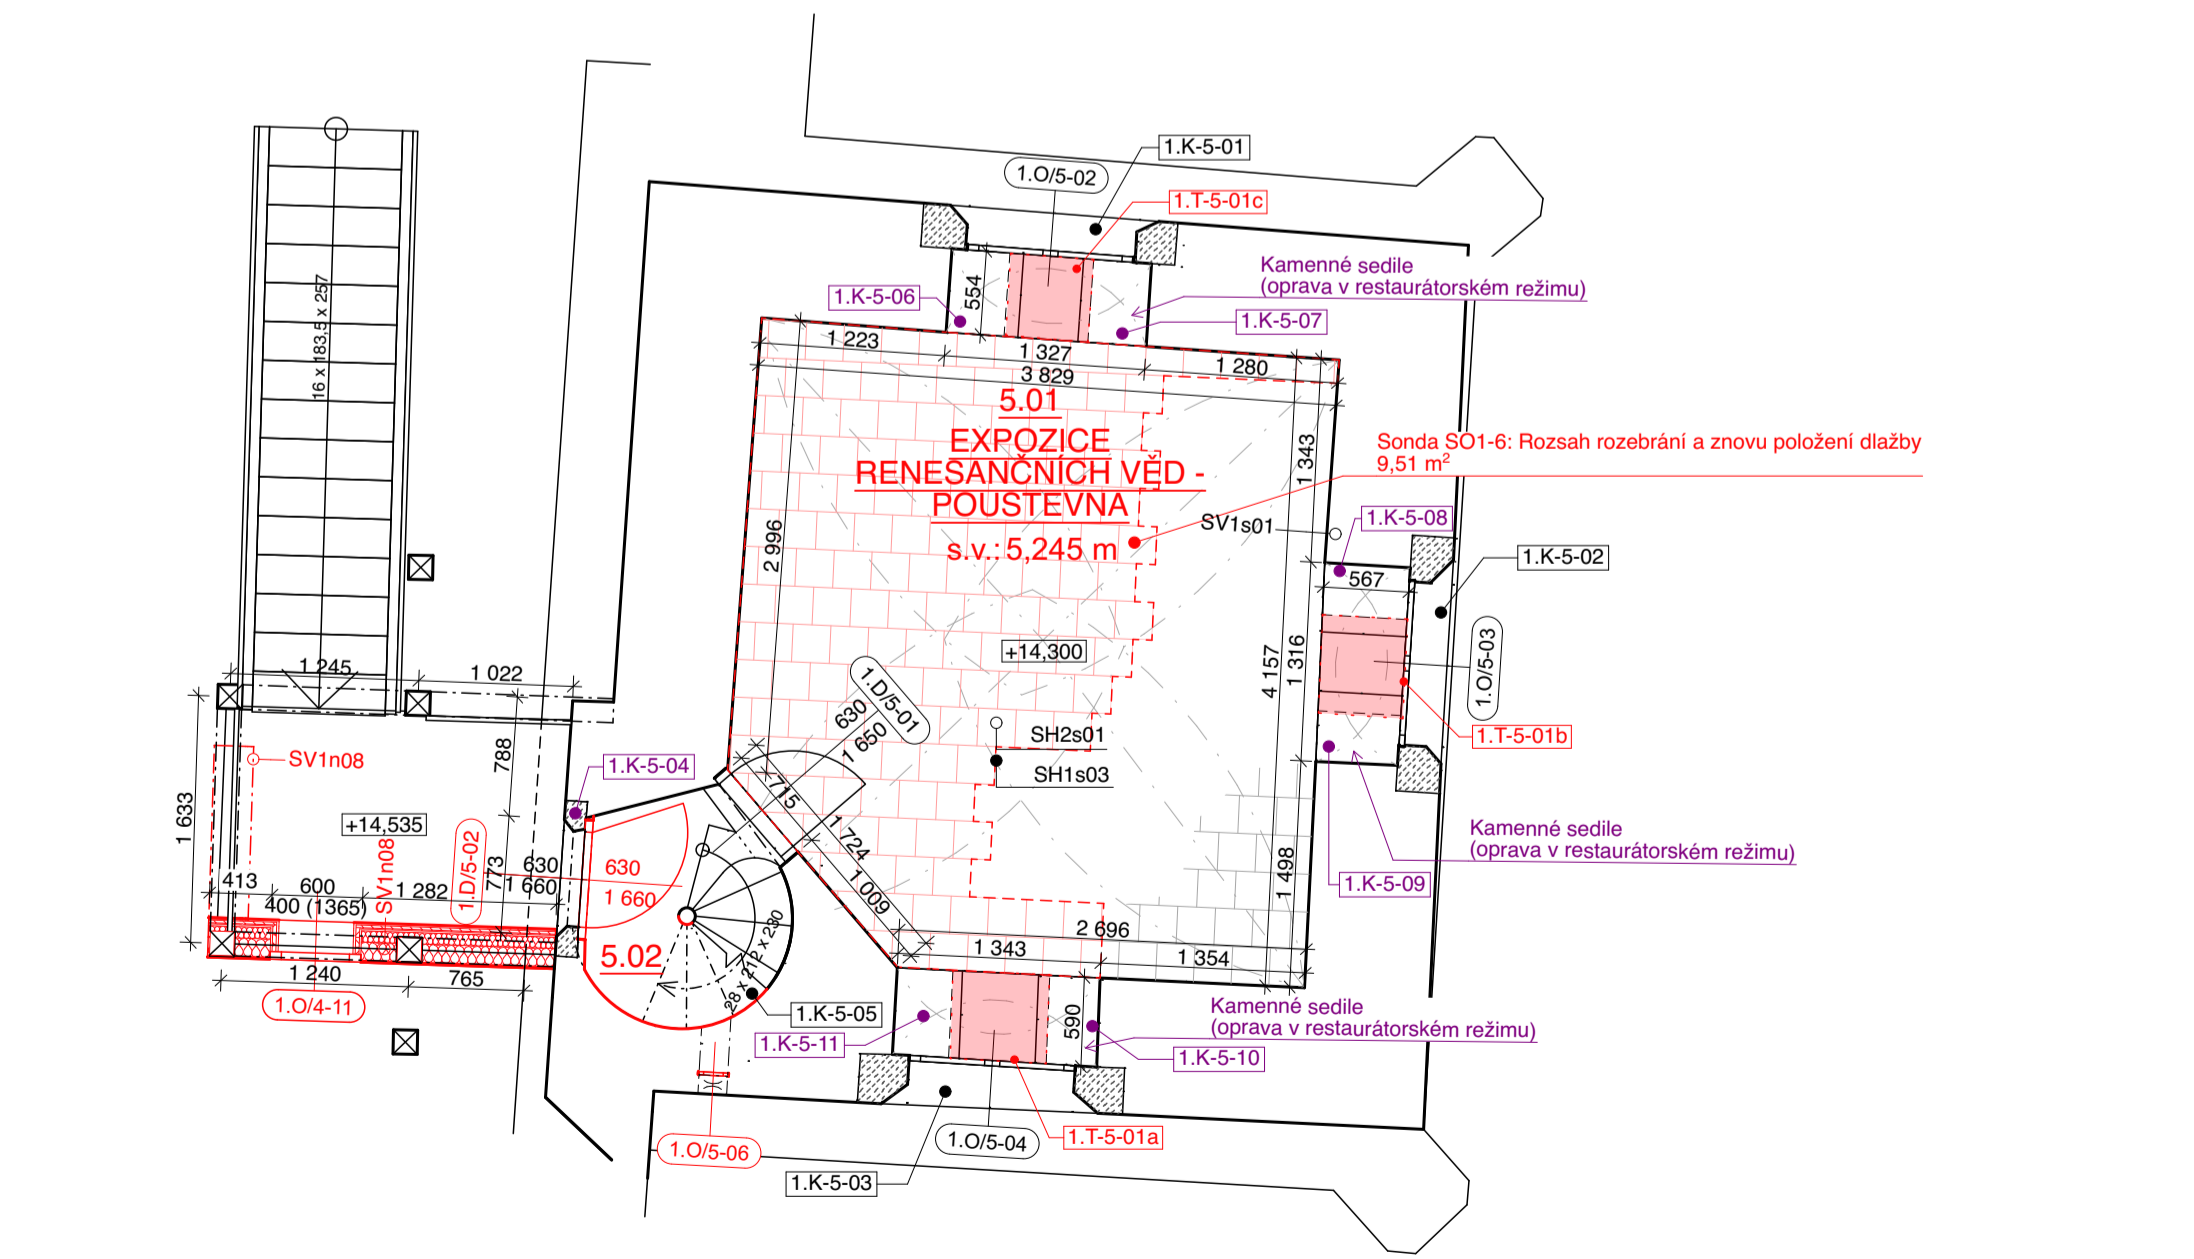 1.K-5-01
1.O/5-02
1.T-5-01c
Kamenné sedile
(oprava v restaurátorském režimu)
1.K-5-06
554
1.K-5-07
16 x 183,5 x 257
1 223
1 327
1 280
3 829
5.01
EXPOZICE
RENESANČNÍCH VĚD -
POUSTEVNA
s.v.: 5,245 m
Sonda SO1-6: Rozsah rozebrání a znovu položení dlažby
9,51 m²
1 343
2 996
SV1s01
1.K-5-08
1.K-5-02
567
+14,300
4 157
1 316
1.O/5-03
1.T-5-01b
1 245
1 022
1.D/5-01
630
1 650
SH2s01
SH1s03
788
SV1n08
1.K-5-04
715
1 633
+14,535
1 724
1.D/5-02
SV1n08
773
630
1 660
630
1 660
Kamenné sedile
(oprava v restaurátorském režimu)
1.K-5-09
413
600
1 282
400 (1365)
1 009
1 498
2 696
1 343
1 354
5.02
28 x 212 x 230
1 240
765
1.O/4-11
1.K-5-05
1.K-5-11
590
Kamenné sedile
(oprava v restaurátorském režimu)
1.K-5-10
1.O/5-06
1.O/5-04
1.T-5-01a
1.K-5-03